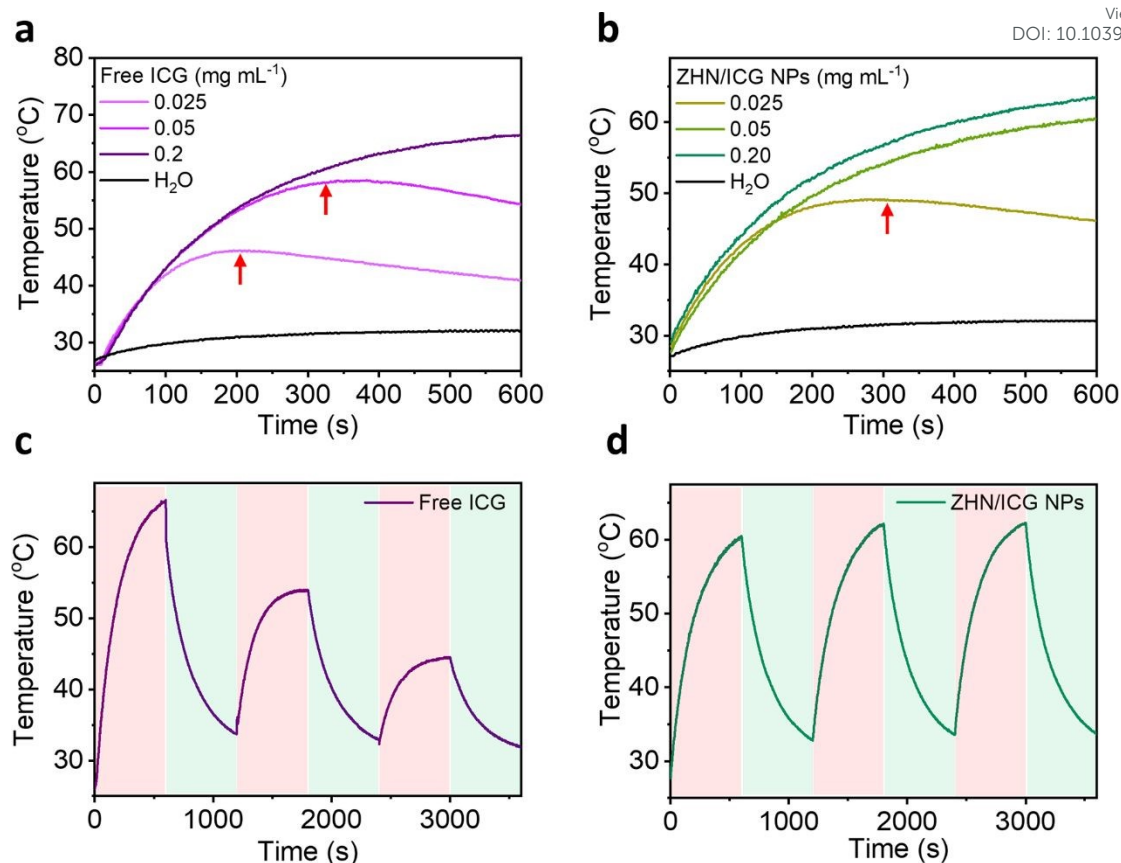 Vie
DOI: 10.1039
a
80
70
60
50
40
30
Temperature (°C)
Free ICG (mg mL⁻¹)
0.025
0.05
0.2
H₂O
0 100 200 300 400 500 600
Time (s)
b
60
50
40
30
Temperature (°C)
ZHN/ICG NPs (mg mL⁻¹)
0.025
0.05
0.20
H₂O
0 100 200 300 400 500 600
Time (s)
c
60
50
40
30
Temperature (°C)
Free ICG
0 1000 2000 3000
Time (s)
d
60
50
40
30
Temperature (°C)
ZHN/ICG NPs
0 1000 2000 3000
Time (s)